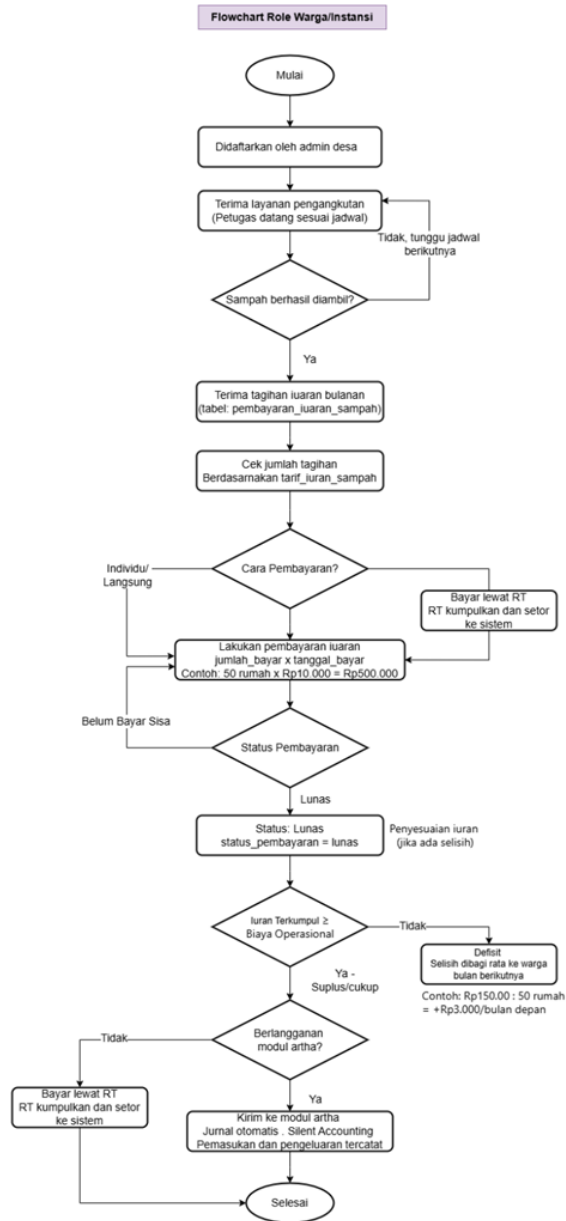 Flowchart Role Warga/Instansi
Mulai
Didaftarkan oleh admin desa
Terima layanan pengangkutan
(Petugas datang sesuai jadwal)
Tidak, tunggu jadwal
berikutnya
Sampah berhasil diambil?
Ya
Terima tagihan iuaran bulanan
(tabel: pembayaran_iuaran_sampah)
Cek jumlah tagihan
Berdasarnakan tarif_iuran_sampah
Individu/
Langsung
Cara Pembayaran?
Bayar lewat RT
RT kumpulkan dan setor
ke sistem
Lakukan pembayaran iuaran
jumlah_bayar x tanggal_bayar
Contoh: 50 rumah x Rp10.000 = Rp500.000
Belum Bayar Sisa
Status Pembayaran
Lunas
Status: Lunas
status_pembayaran = lunas
Penyesuaian iuran
(jika ada selisih)
Iuran Terkumpul ≥
Biaya Operasional
Tidak
Defisit
Selisih dibagi rata ke warga
bulan berikutnya
Contoh: Rp150.00 : 50 rumah
= +Rp3.000/bulan depan
Ya -
Suplus/cukup
Berlangganan
modul artha?
Tidak
Bayar lewat RT
RT kumpulkan dan setor
ke sistem
Ya
Kirim ke modul artha
Jurnal otomatis . Silent Accounting
Pemasukan dan pengeluaran tercatat
Selesai